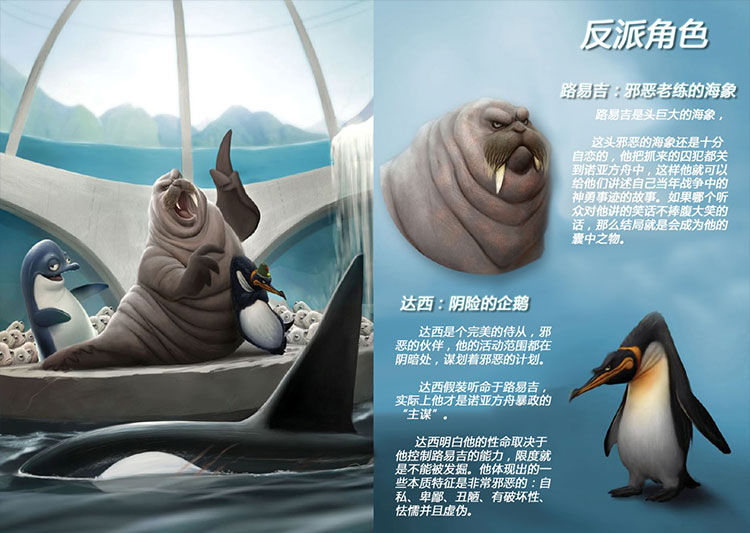 反派角色
路易吉：邪恶老练的海象
路易吉是头巨大的海象，
这头邪恶的海象还是十分
自恋的，他把抓来的囚犯都关
到诺亚方舟中，这样他就可以
给他们讲述自己当年战争中的
神勇事迹的故事。如果哪个听
众对他讲的笑话不捧腹大笑的
话，那么结局就是会成为他的
囊中之物。
达西：阴险的企鹅
达西是个完美的侍从，邪
恶的伙伴，他的活动范围都在
阴暗处，谋划着邪恶的计划。
达西假装听命于路易吉，
实际上他才是诺亚方舟暴政的
“主谋”。
达西明白他的性命取决于
他控制路易吉的能力，限度就
是不能被发掘。他体现出的一
些本质特征是非常邪恶的：自
私、卑鄙、丑陋、有破坏性、
怯懦并且虚伪。